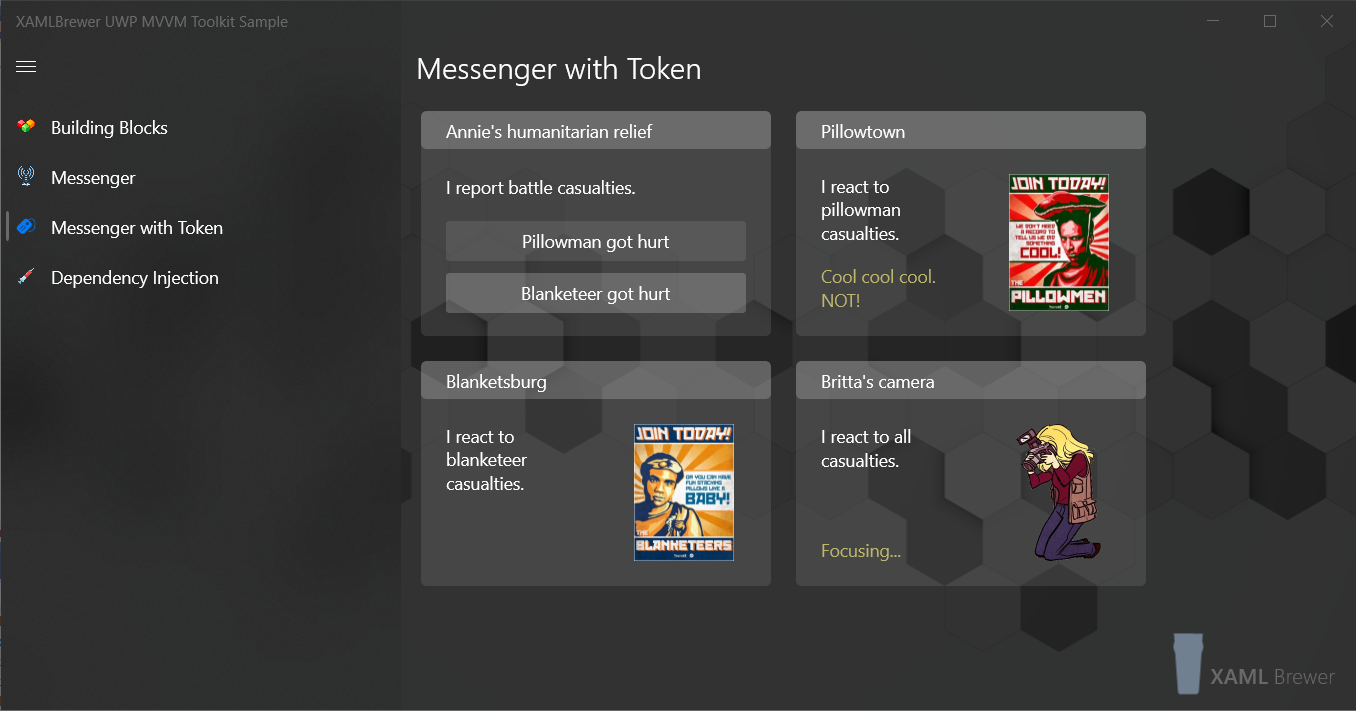 XAMLBrewer UWP MVVM Toolkit Sample
Building Blocks
Messenger
Messenger with Token
Dependency Injection
Messenger with Token
Annie's humanitarian relief
I report battle casualties.
Pillowman got hurt
Blanketeer got hurt
Pillowtown
I react to
pillowman
casualties.
Cool cool cool.
NOT!
JOIN TODAY!
WE DON'T NEED
A RECORD TO
TELL US WE DID
SOMETHING
COOL!
THE
PILLOWMEN
Blanketsburg
I react to
blanketeer
casualties.
JOIN TODAY!
OR YOU CAN HAVE
FUN STACKING
PILLOWS LIKE A
BABY!
THE
BLANKETEERS
Britta's camera
I react to all
casualties.
Focusing...
XAML Brewer